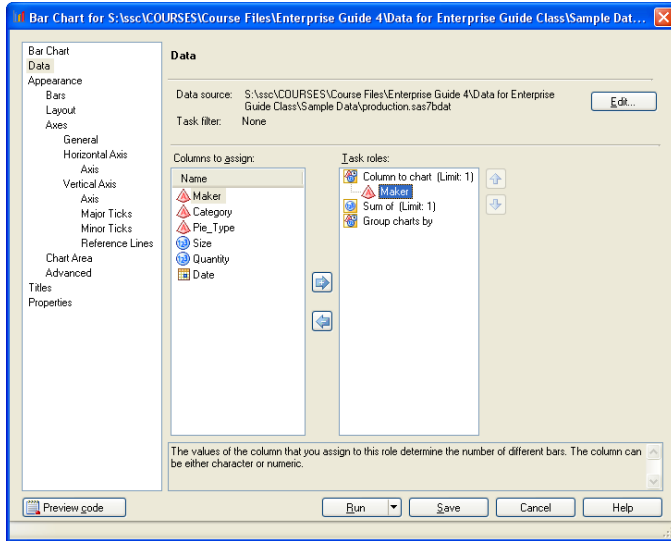 Bar Chart for S:\ssc\COURSES\Course Files\Enterprise Guide 4\Data for Enterprise Guide Class\Sample Dat...
Bar Chart
Data
Appearance
Bars
Layout
Axes
General
Horizontal Axis
Axis
Vertical Axis
Axis
Major Ticks
Minor Ticks
Reference Lines
Chart Area
Advanced
Titles
Properties
Data
Data source: S:\ssc\COURSES\Course Files\Enterprise Guide 4\Data for Enterprise
Guide Class\Sample Data\production.sas7bdat
Task filter: None
Edit...
Columns to assign:
Name
Maker
Category
Pie_Type
Size
Quantity
Date
Task roles:
Column to chart (Limit: 1)
Maker
Sum of (Limit: 1)
Group charts by
The values of the column that you assign to this role determine the number of different bars. The column can
be either character or numeric.
Preview code
Run
Save
Cancel
Help